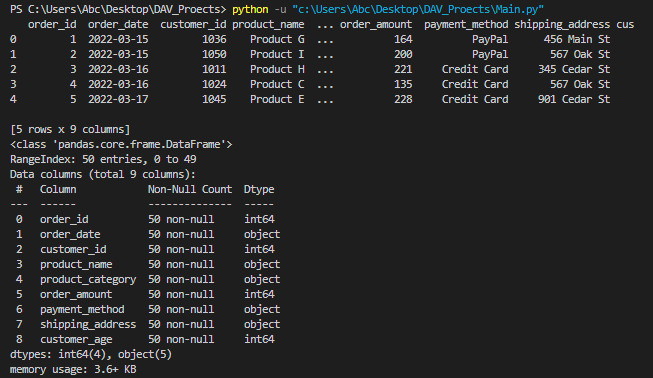 PS C:\Users\Abc\Desktop\DAV_Proects> python -u "c:\Users\Abc\Desktop\DAV_Proects\Main.py"
   order_id  order_date  customer_id product_name  ... order_amount  payment_method shipping_address cus
0         1  2022-03-15         1036    Product G  ...          164          PayPal      456 Main St
1         2  2022-03-15         1050    Product I  ...          200          PayPal       567 Oak St
2         3  2022-03-16         1011    Product H  ...          221     Credit Card     345 Cedar St
3         4  2022-03-16         1024    Product C  ...          135     Credit Card       567 Oak St
4         5  2022-03-17         1045    Product E  ...          228     Credit Card     901 Cedar St
[5 rows x 9 columns]
<class 'pandas.core.frame.DataFrame'>
RangeIndex: 50 entries, 0 to 49
Data columns (total 9 columns):
 #   Column            Non-Null Count  Dtype
---  ------            --------------  -----
 0   order_id          50 non-null     int64
 1   order_date        50 non-null     object
 2   customer_id       50 non-null     int64
 3   product_name      50 non-null     object
 4   product_category  50 non-null     object
 5   order_amount      50 non-null     int64
 6   payment_method    50 non-null     object
 7   shipping_address  50 non-null     object
 8   customer_age      50 non-null     int64
dtypes: int64(4), object(5)
memory usage: 3.6+ KB